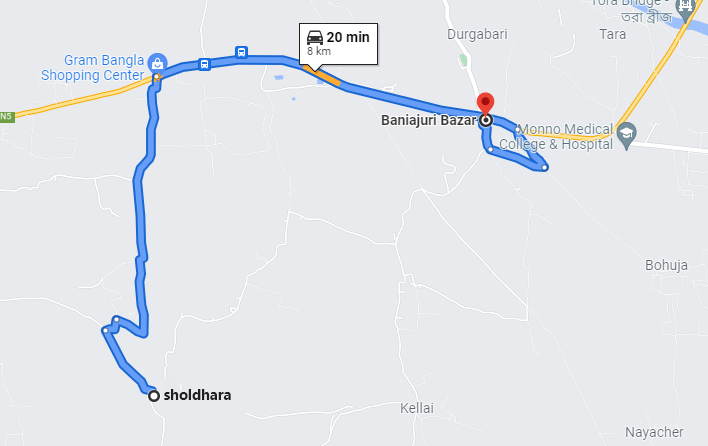 Tora Bridge -
তরা ব্রীজ
20 min
8 km
Durgabari
Tara
Gram Bangla
Shopping Center
N5
Baniajuri Bazar
Monno Medical
College & Hospital
Bohuja
sholdhara
Kellai
Nayacher